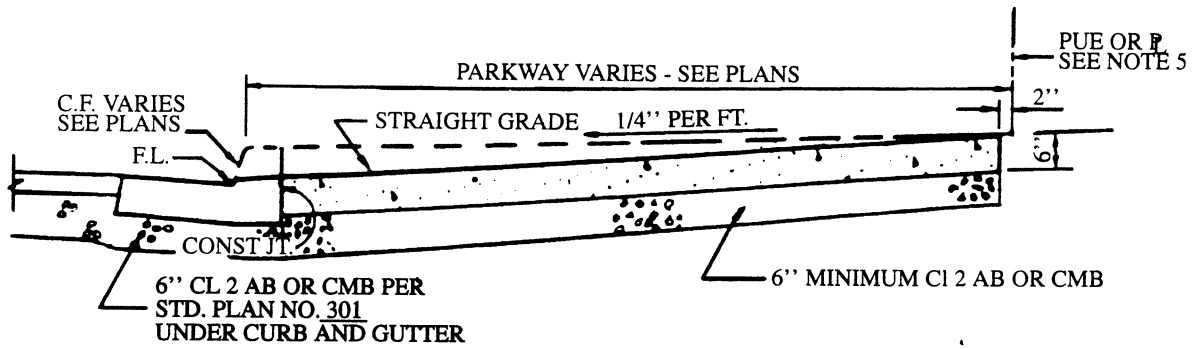 PUE OR PL
SEE NOTE 5
PARKWAY VARIES - SEE PLANS
2''
C.F. VARIES
SEE PLANS
STRAIGHT GRADE
1/4'' PER FT.
F.L.
6''
CONST JT.
6'' CL 2 AB OR CMB PER
STD. PLAN NO. 301
UNDER CURB AND GUTTER
6'' MINIMUM Cl 2 AB OR CMB